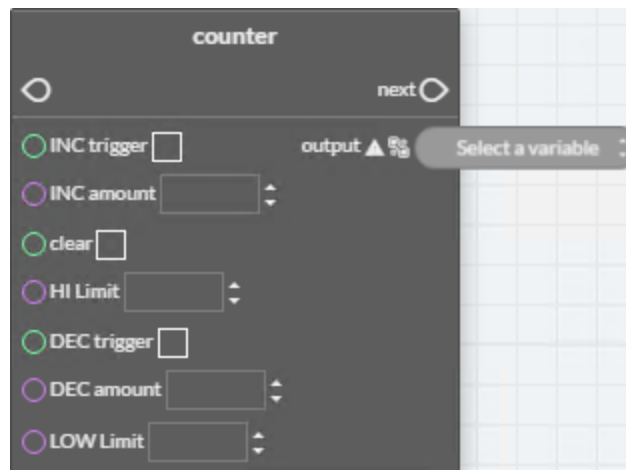 counter
next
INC trigger
output Select a variable
INC amount
clear
HI Limit
DEC trigger
DEC amount
LOW Limit